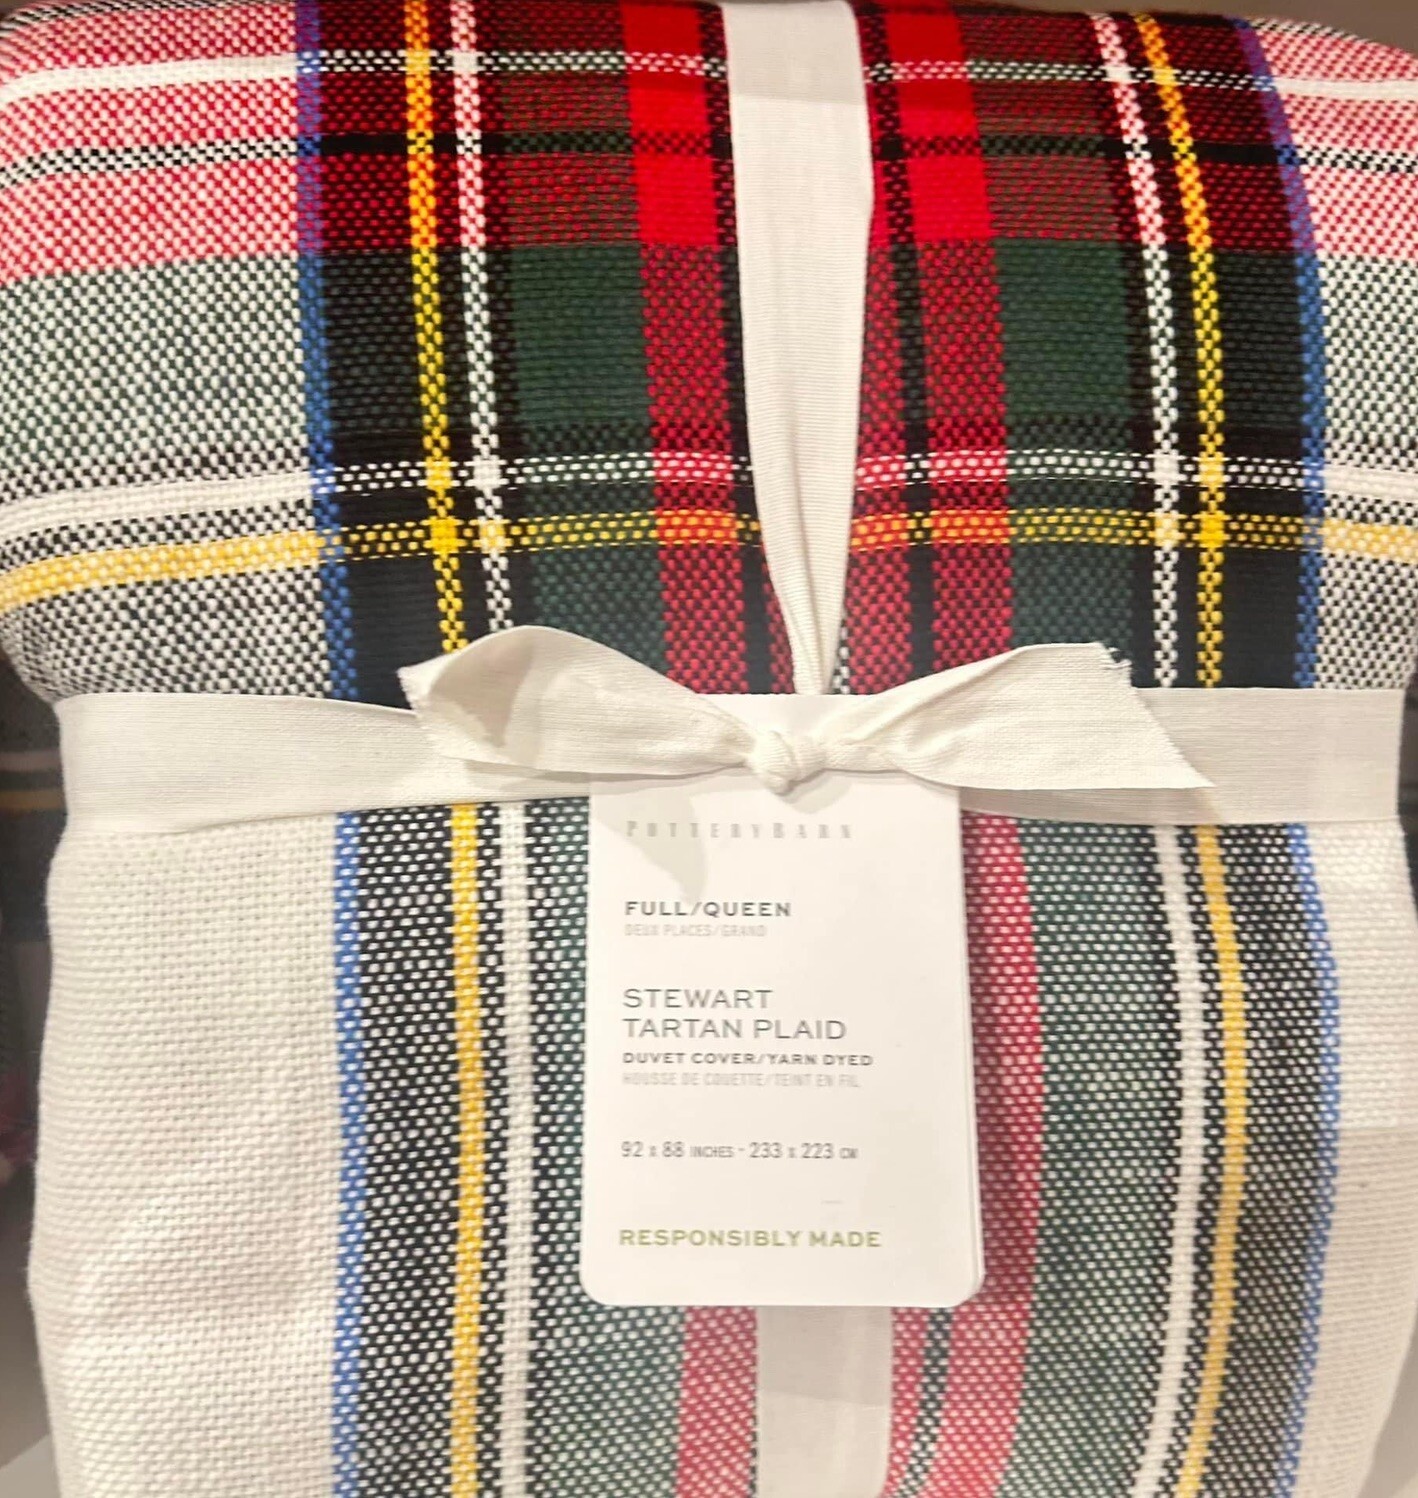 POTTERYBARN
FULL/QUEEN
DEUX PLACES/GRAND
STEWART
TARTAN PLAID
DUVET COVER/YARN DYED
HOUSSE DE COUETTE/TEINT EN FIL
92 x 88 INCHES - 233 x 223 CM
RESPONSIBLY MADE